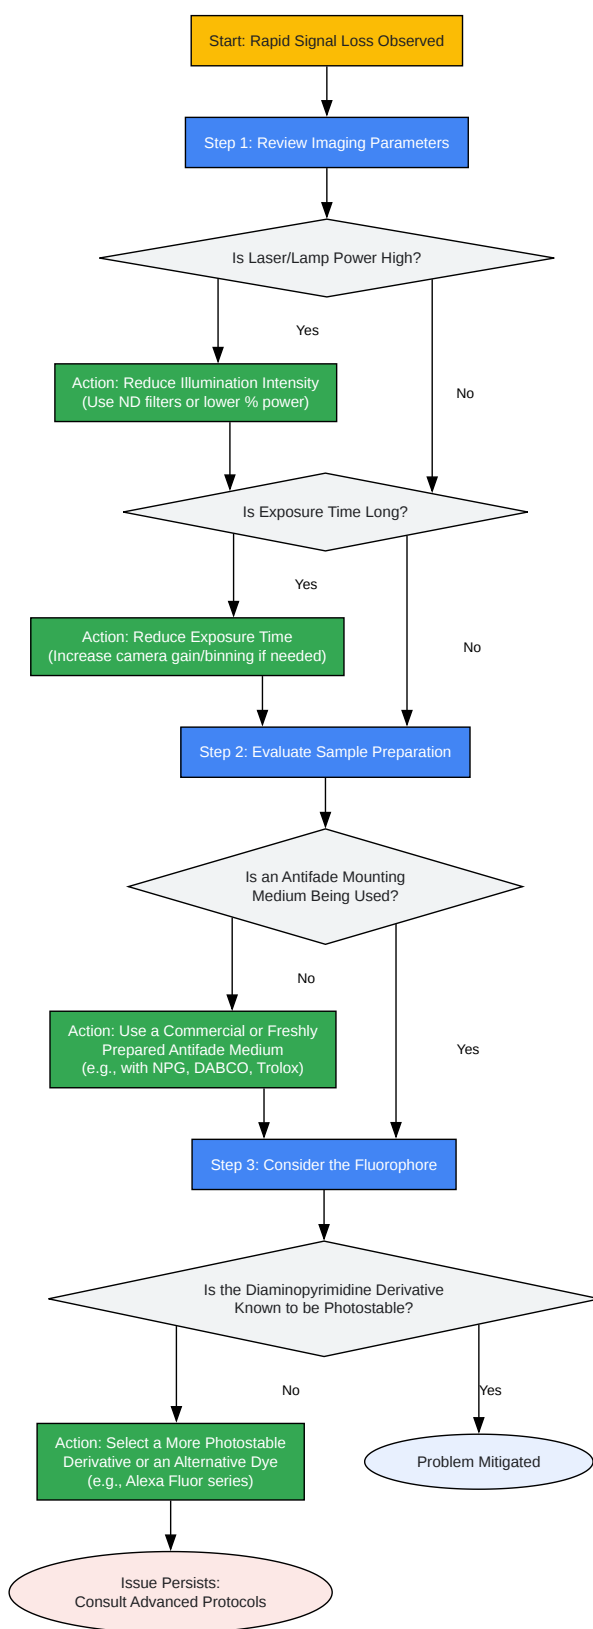 Start: Rapid Signal Loss Observed
Step 1: Review Imaging Parameters
Is Laser/Lamp Power High?
Yes
Action: Reduce Illumination Intensity
(Use ND filters or lower % power)
No
Is Exposure Time Long?
Yes
Action: Reduce Exposure Time
(Increase camera gain/binning if needed)
No
Step 2: Evaluate Sample Preparation
Is an Antifade Mounting
Medium Being Used?
No
Action: Use a Commercial or Freshly
Prepared Antifade Medium
(e.g., with NPG, DABCO, Trolox)
Yes
Step 3: Consider the Fluorophore
Is the Diaminopyrimidine Derivative
Known to be Photostable?
No
Yes
Action: Select a More Photostable
Derivative or an Alternative Dye
(e.g., Alexa Fluor series)
Problem Mitigated
Issue Persists:
Consult Advanced Protocols